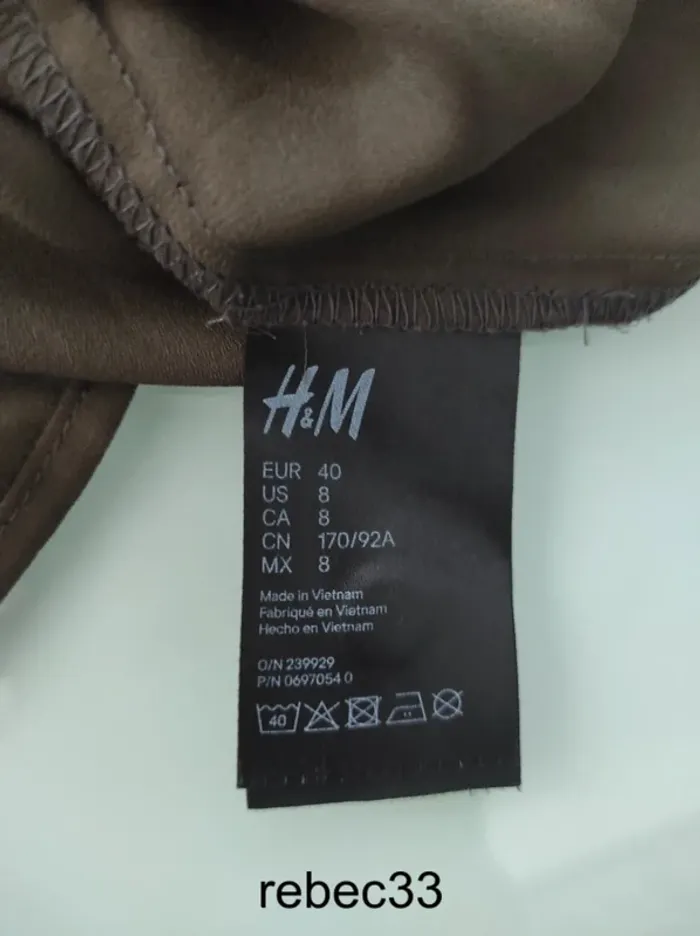 H&M
EUR 40
US 8
CA 8
CN 170/92A
MX 8
Made in Vietnam
Fabriqué en Vietnam
Hecho en Vietnam
O/N 239929
P/N 0697054 0
40
rebec33